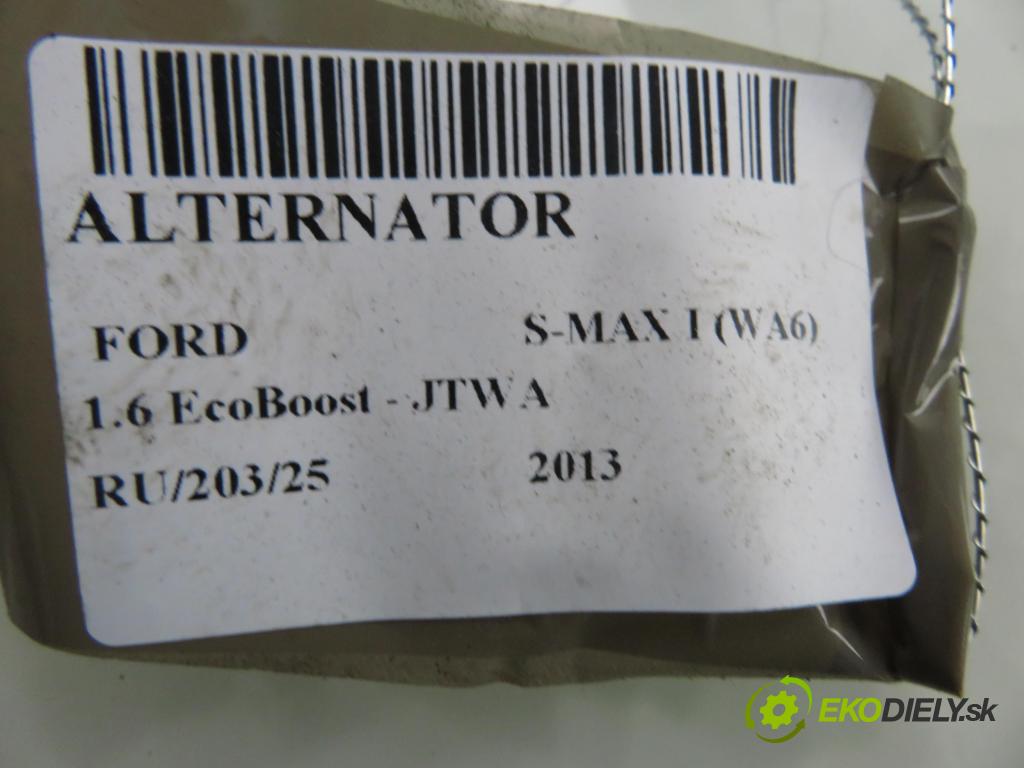 ALTERNATOR
FORD S-MAX I (WA6)
1.6 EcoBoost - JTWA
RU/203/25 2013
EKODIELY.sk